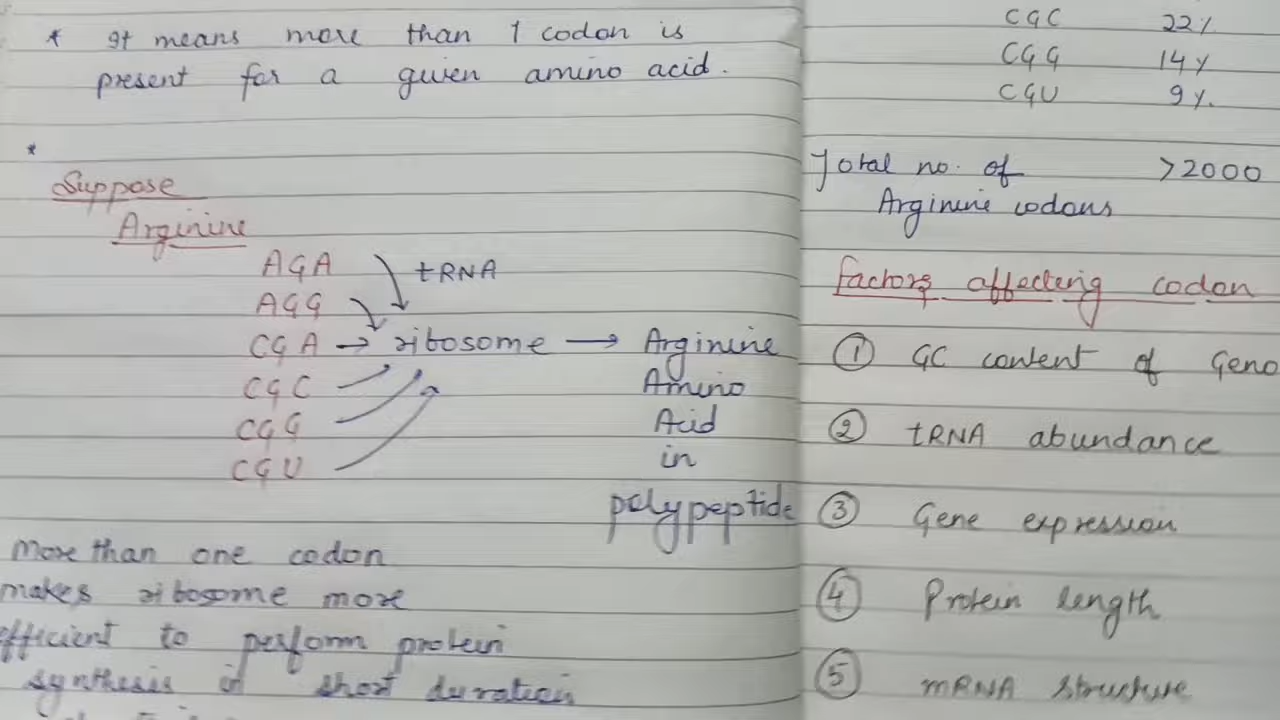 * It means more than 1 codon is
present for a given amino acid.
*
Suppose
Arginine
AGA tRNA
AGG
CGA → ribosome → Arginine
CGC Amino
CGG Acid
CGU in
polypeptide
More than one codon
makes ribosome more
efficient to perform protein
synthesis in short duration
CGC 22%
CGG 14%
CGU 9%
Total no. of >2000
Arginine codons
Factors affecting codon
① GC content of Geno
② tRNA abundance
③ Gene expression
④ Protein length
⑤ mRNA structure